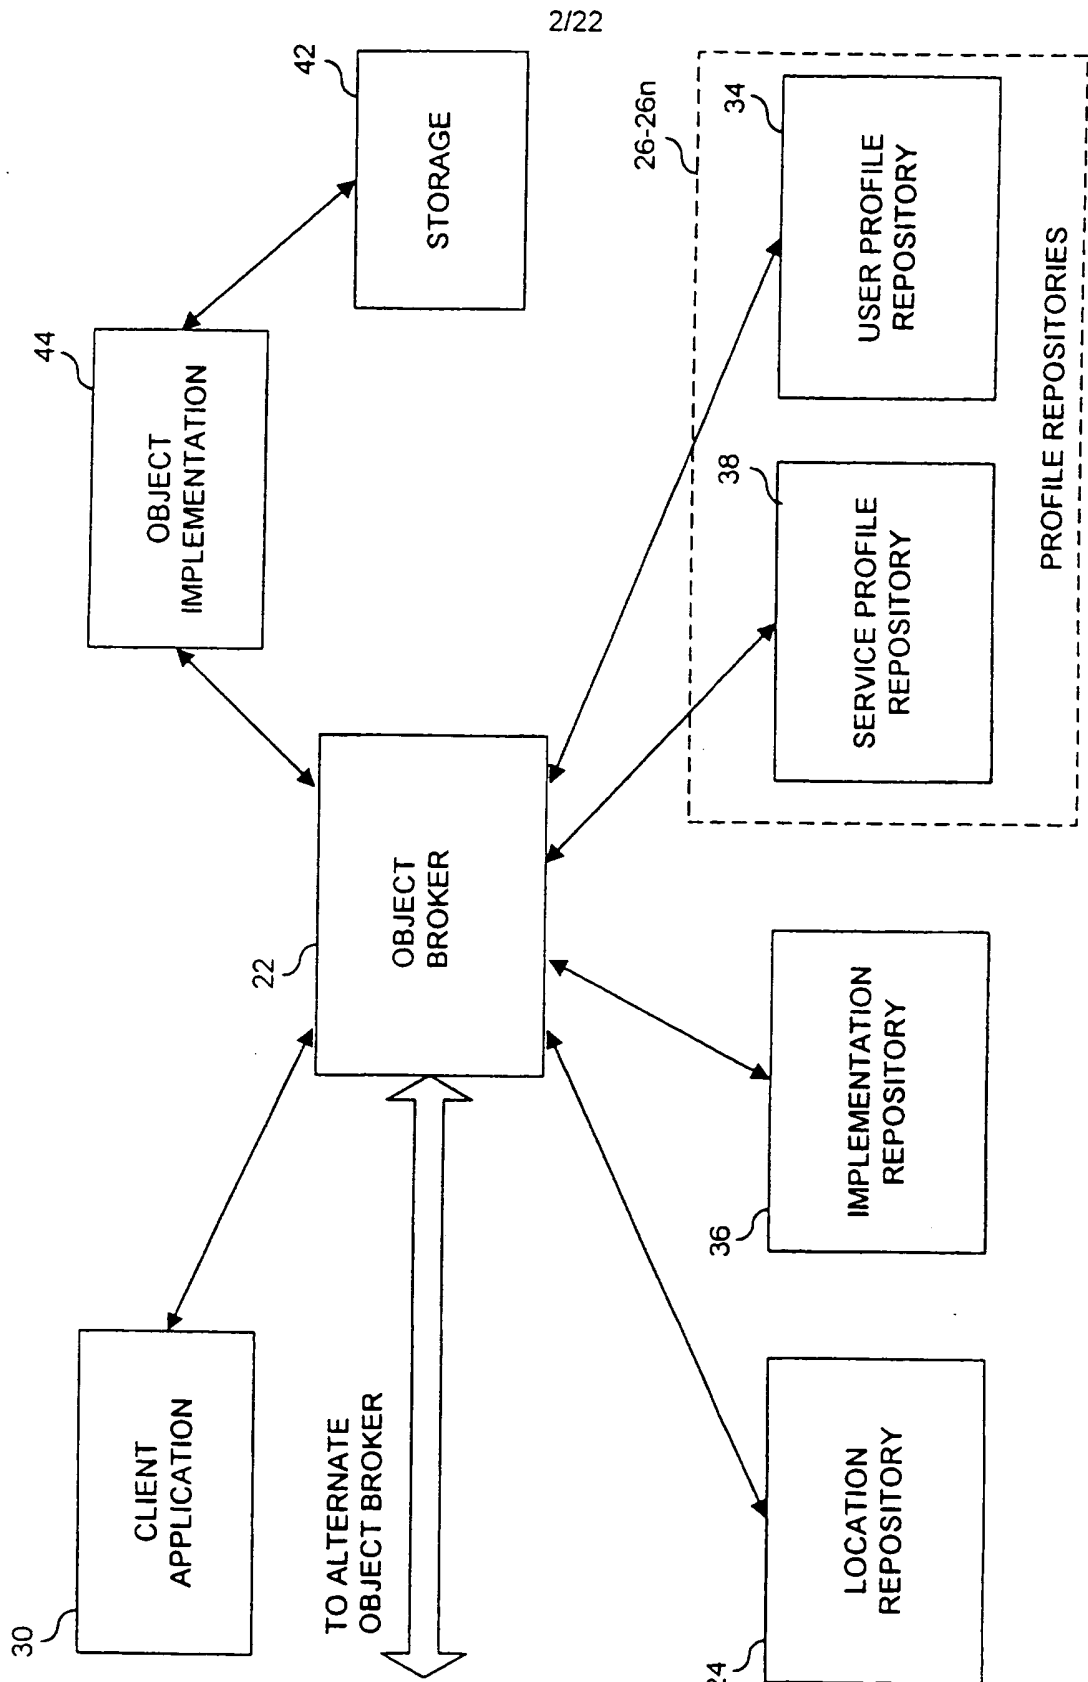 2/22
30
CLIENT
APPLICATION
TO ALTERNATE
OBJECT BROKER
22
OBJECT
BROKER
44
OBJECT
IMPLEMENTATION
42
STORAGE
24
LOCATION
REPOSITORY
36
IMPLEMENTATION
REPOSITORY
26-26n
38
SERVICE PROFILE
REPOSITORY
34
USER PROFILE
REPOSITORY
PROFILE REPOSITORIES